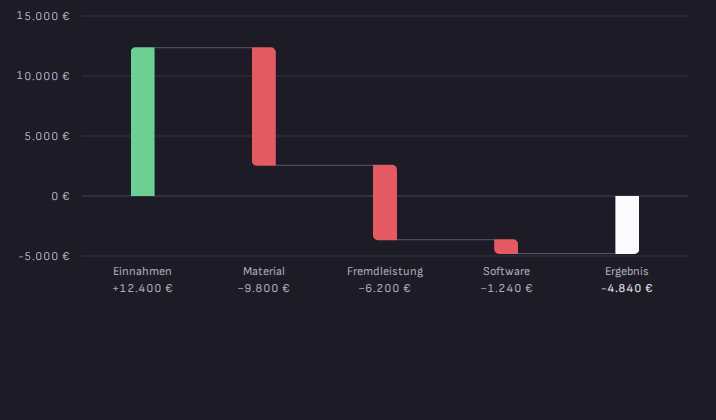 15.000 €
10.000 €
5.000 €
0 €
-5.000 €
Einnahmen Material Fremdleistung Software Ergebnis
+12.400 € −9.800 € −6.200 € −1.240 € −4.840 €